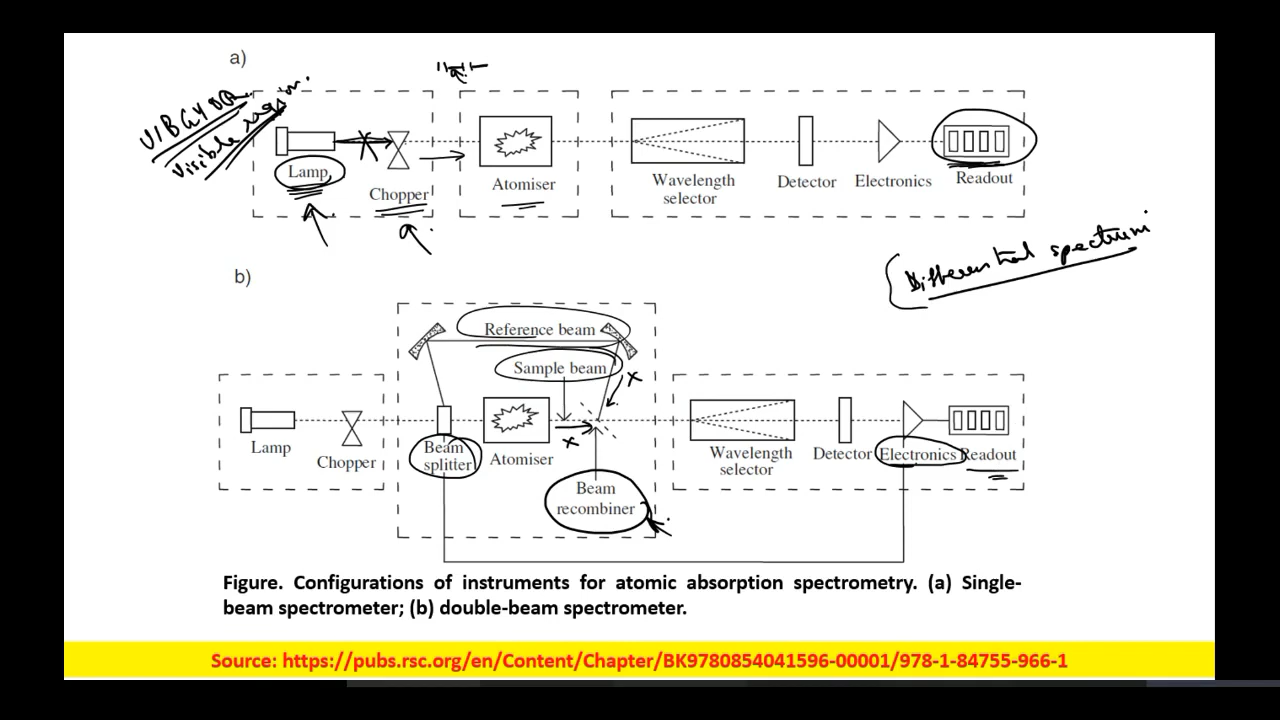 a)
VIBGYOR
Visible region.
Lamp
Chopper
Atomiser
Wavelength
selector
Detector
Electronics
Readout
Differential spectrum
b)
Reference beam
Sample beam
Lamp
Chopper
Beam
splitter
Atomiser
Beam
recombiner
Wavelength
selector
Detector
Electronics
Readout
Figure. Configurations of instruments for atomic absorption spectrometry. (a) Single-
beam spectrometer; (b) double-beam spectrometer.
Source: https://pubs.rsc.org/en/Content/Chapter/BK9780854041596-00001/978-1-84755-966-1